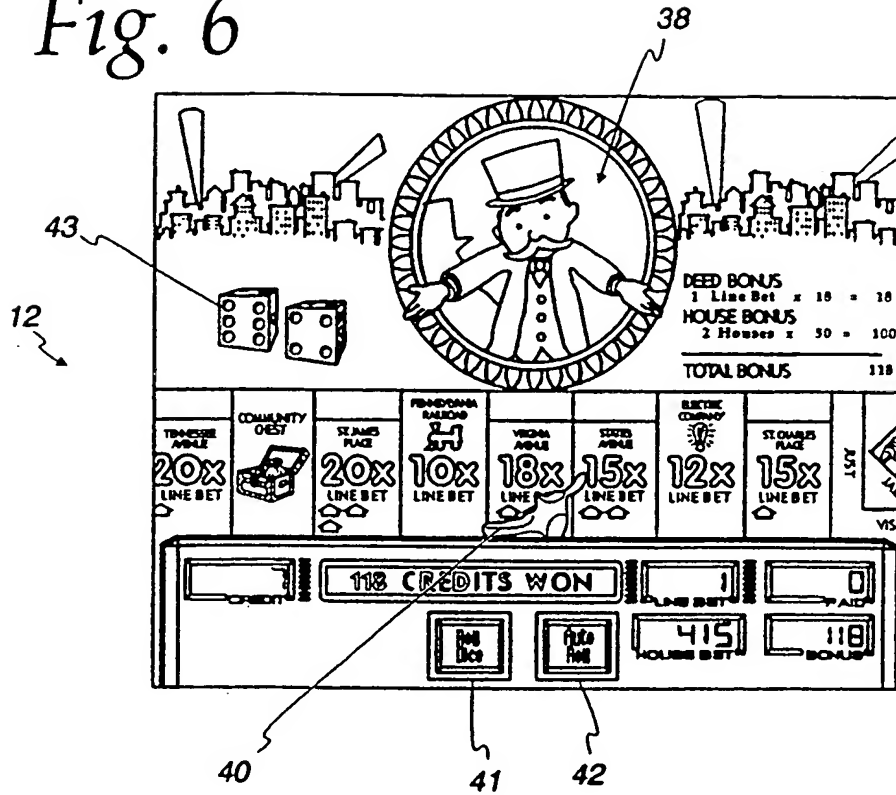 Fig. 6
38
43
12
DEED BONUS
1 Line Bet x 18 = 18
HOUSE BONUS
2 Houses x 50 = 100
TOTAL BONUS 118
TENNESSEE AVENUE
20x
LINE BET
COMMUNITY CHEST
ST. JAMES PLACE
20x
LINE BET
PENNSYLVANIA RAILROAD
10x
LINE BET
VIRGINIA AVENUE
18x
LINE
STATES AVENUE
15x
LINE BET
ELECTRIC COMPANY
12x
LINE BET
ST. CHARLES PLACE
15x
LINE BET
JUST
VIS
CREDIT
118 CREDITS WON
1
LINE BET
0
PAID
Roll Dice
Auto Roll
415
HOUSE BET
118
BONUS
40
41
42